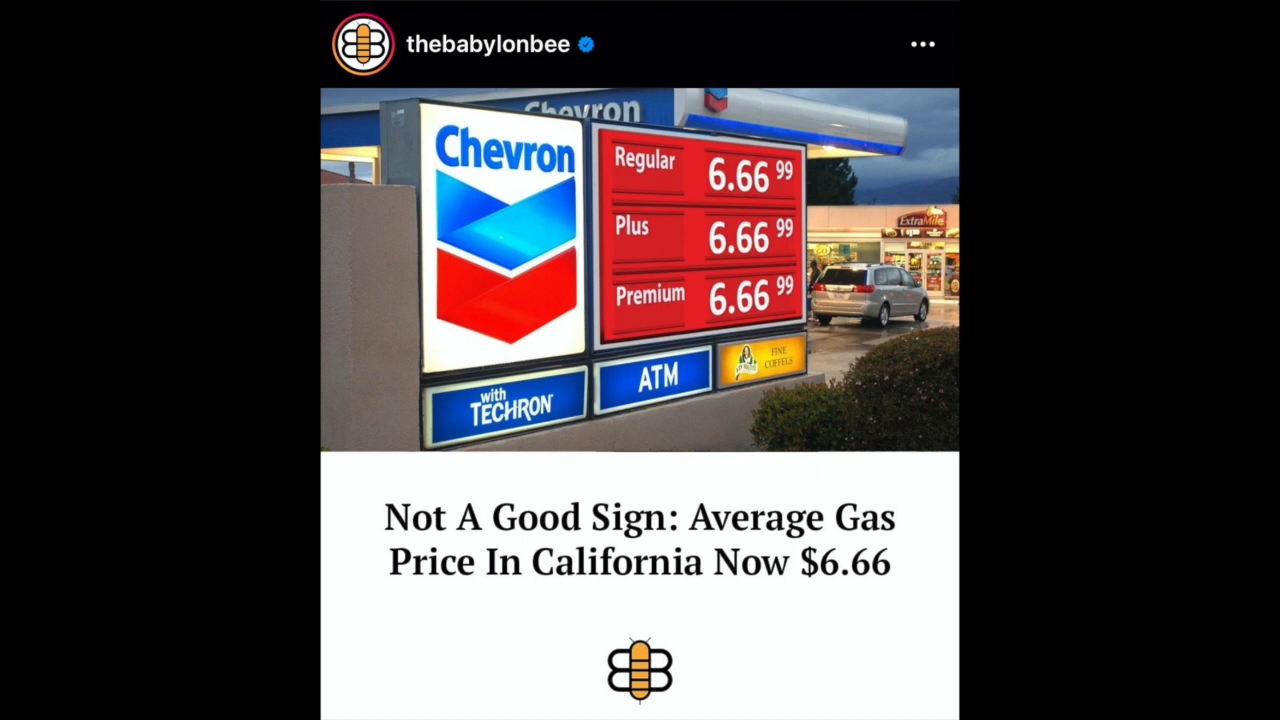 thebabylonbee
Chevron
Chevron
Regular 6.66 99
Plus 6.66 99
Premium 6.66 99
ExtraMile
with
TECHRON
ATM
FINE
COFFEES
Not A Good Sign: Average Gas
Price In California Now $6.66